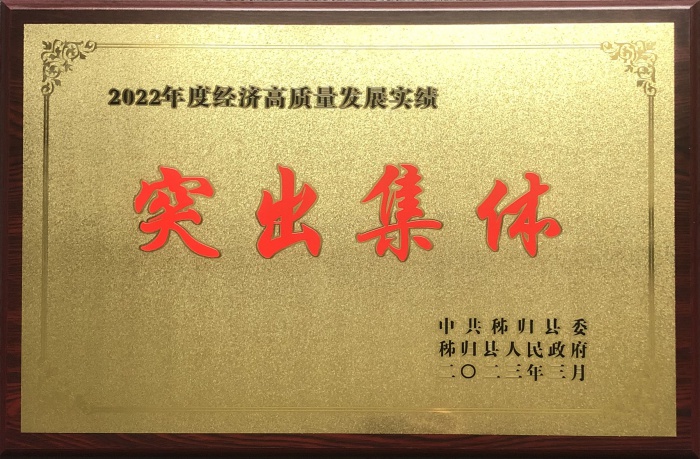 2022年度经济高质量发展实绩
突出集体
中共秭归县委
秭归县人民政府
二〇二三年三月